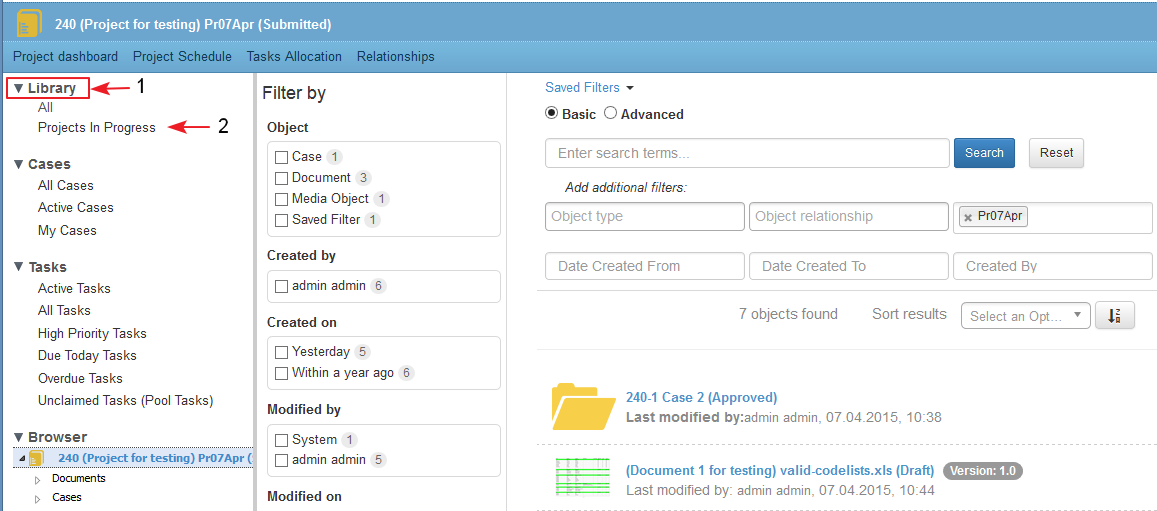 240 (Project for testing) Pr07Apr (Submitted)
Project dashboard Project Schedule Tasks Allocation Relationships
Library 1
All
Projects In Progress 2
Cases
All Cases
Active Cases
My Cases
Tasks
Active Tasks
All Tasks
High Priority Tasks
Due Today Tasks
Overdue Tasks
Unclaimed Tasks (Pool Tasks)
Browser
240 (Project for testing) Pr07Apr (
Documents
Cases
Filter by
Object
Case 1
Document 3
Media Object 1
Saved Filter 1
Created by
admin admin 6
Created on
Yesterday 5
Within a year ago 6
Modified by
System 1
admin admin 5
Modified on
Saved Filters
Basic Advanced
Enter search terms... Search Reset
Add additional filters:
Object type Object relationship × Pr07Apr
Date Created From Date Created To Created By
7 objects found Sort results Select an Opt...
240-1 Case 2 (Approved)
Last modified by:admin admin, 07.04.2015, 10:38
(Document 1 for testing) valid-codelists.xls (Draft) Version: 1.0
Last modified by: admin admin, 07.04.2015, 10:44